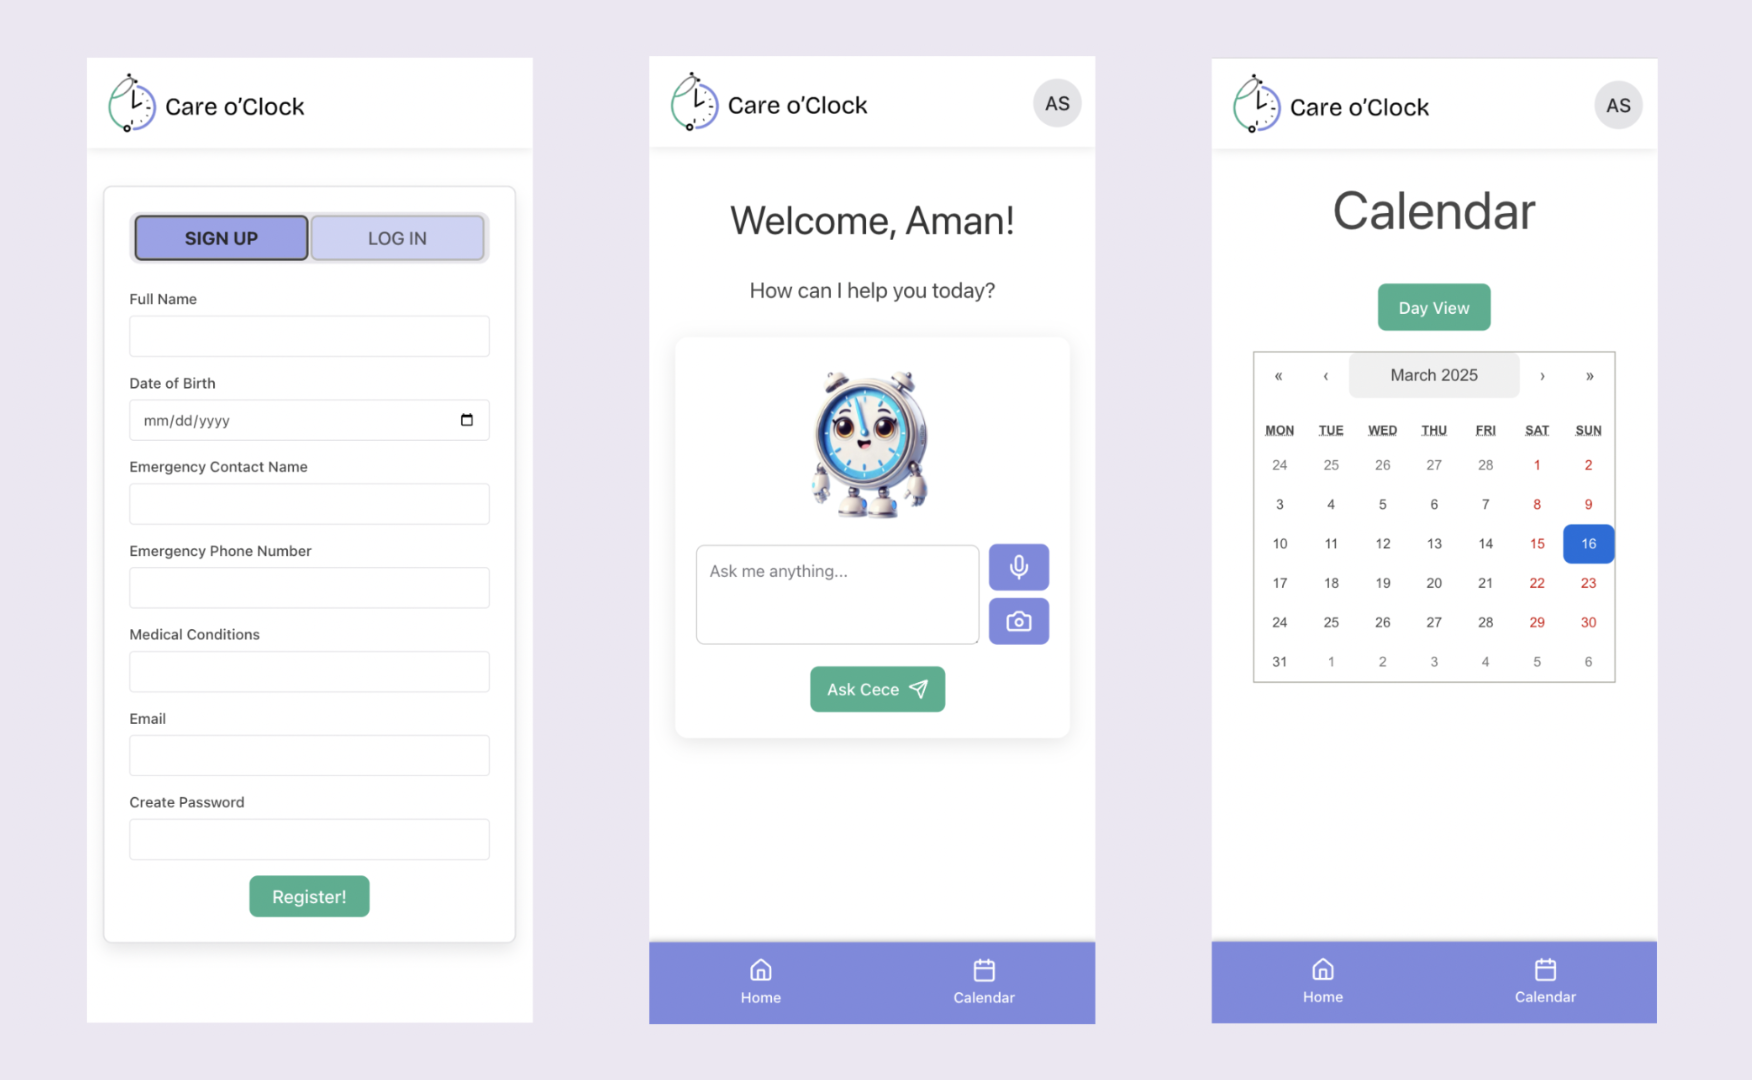 Care o'Clock
SIGN UP LOG IN
Full Name
Date of Birth
mm/dd/yyyy
Emergency Contact Name
Emergency Phone Number
Medical Conditions
Email
Create Password
Register!
Care o'Clock AS
Welcome, Aman!
How can I help you today?
Ask me anything...
Ask Cece
Home Calendar
Care o'Clock AS
Calendar
Day View
« ‹ March 2025 › »
MON TUE WED THU FRI SAT SUN
24 25 26 27 28 1 2
3 4 5 6 7 8 9
10 11 12 13 14 15 16
17 18 19 20 21 22 23
24 25 26 27 28 29 30
31 1 2 3 4 5 6
Home Calendar